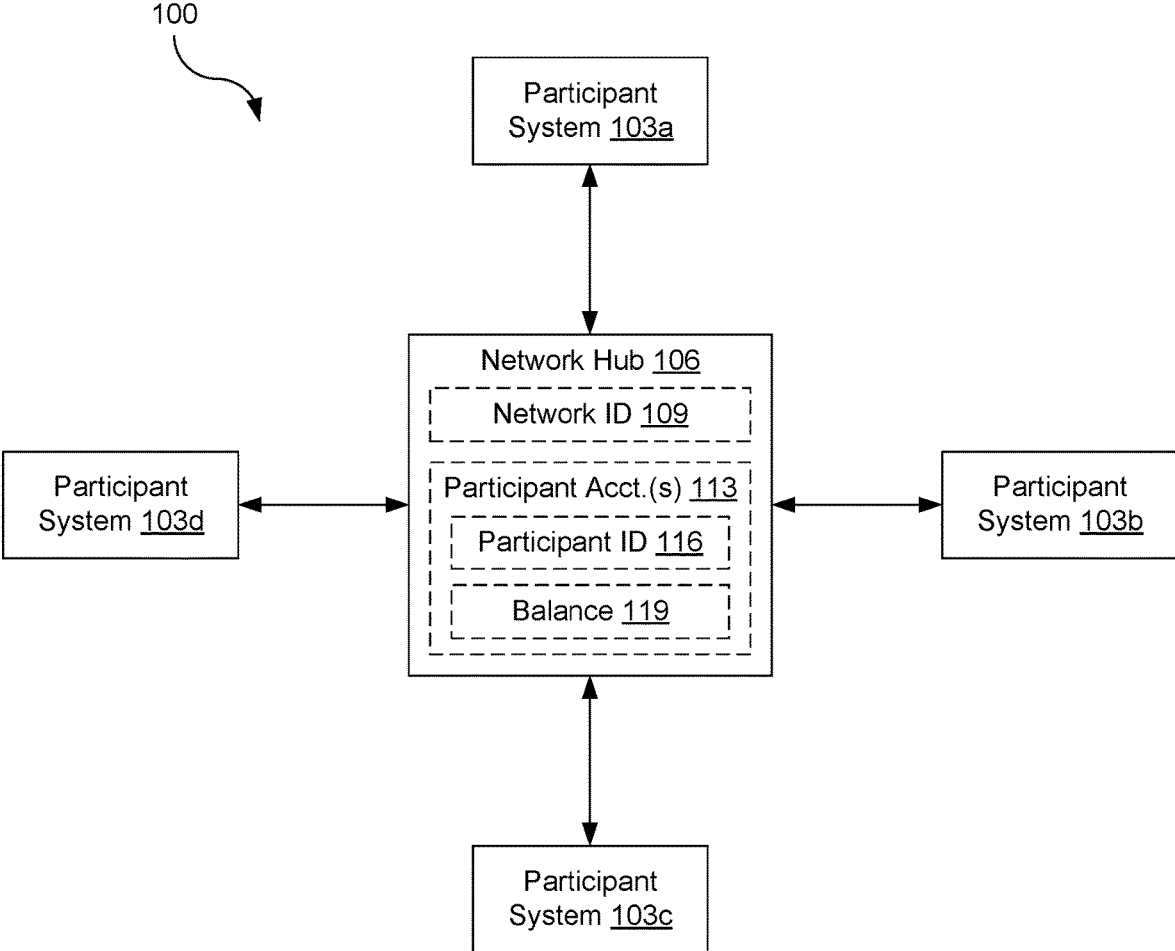 100
Participant
System 103a
Network Hub 106
Network ID 109
Participant Acct.(s) 113
Participant ID 116
Balance 119
Participant
System 103d
Participant
System 103b
Participant
System 103c